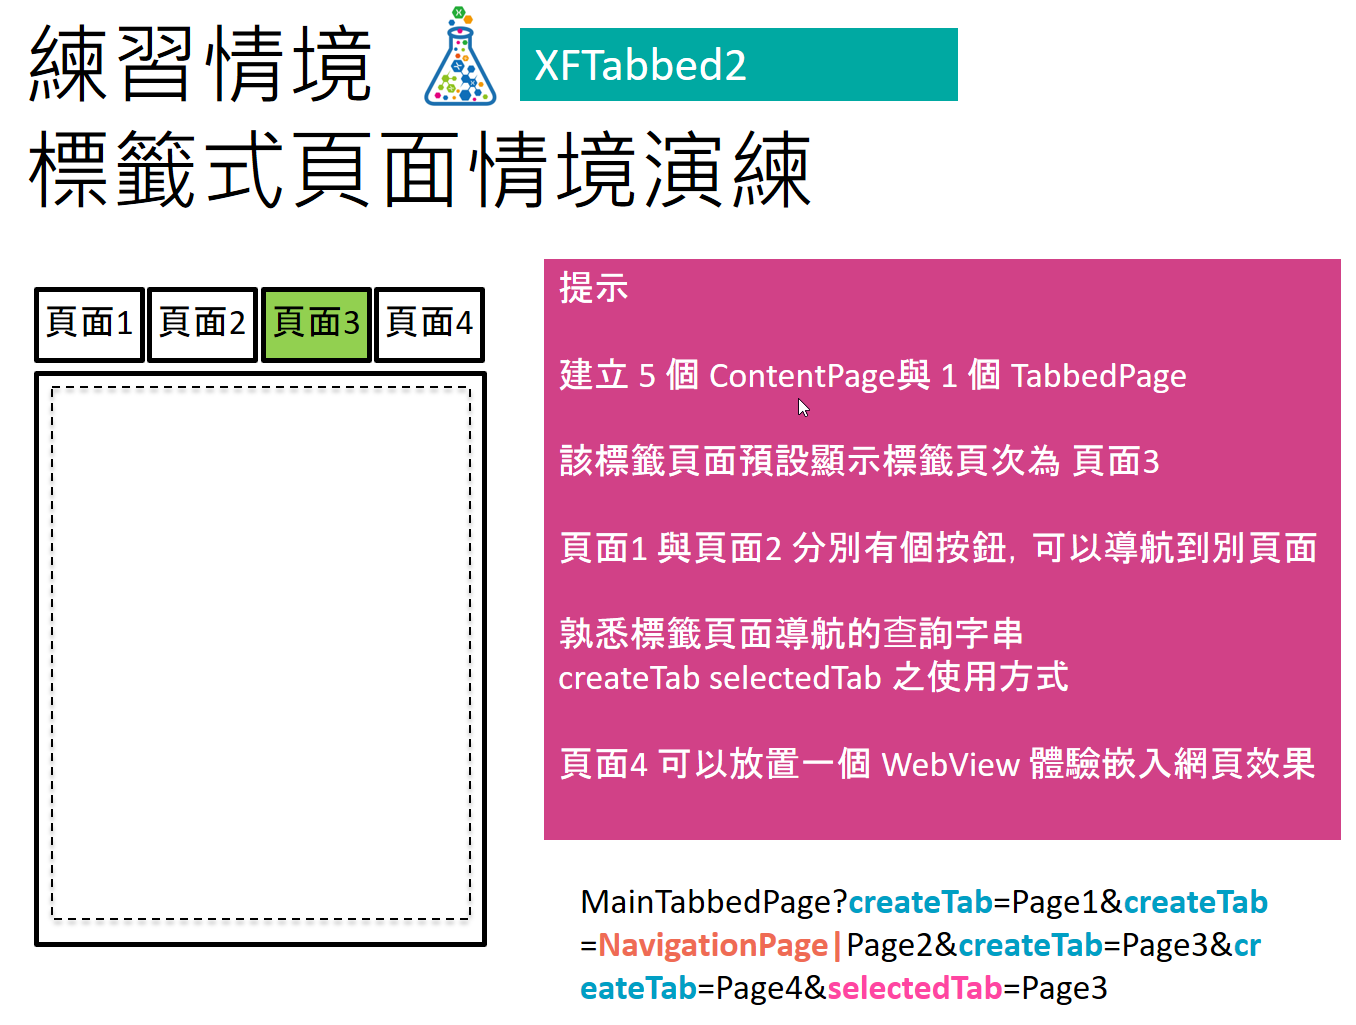 練習情境
XFTabbed2
標籤式頁面情境演練
頁面1
頁面2
頁面3
頁面4
提示
建立 5 個 ContentPage與 1 個 TabbedPage
該標籤頁面預設顯示標籤頁次為 頁面3
頁面1 與頁面2 分別有個按鈕，可以導航到別頁面
孰悉標籤頁面導航的查詢字串
createTab selectedTab 之使用方式
頁面4 可以放置一個 WebView 體驗嵌入網頁效果
MainTabbedPage?createTab=Page1&createTab
=NavigationPage|Page2&createTab=Page3&cr
eateTab=Page4&selectedTab=Page3